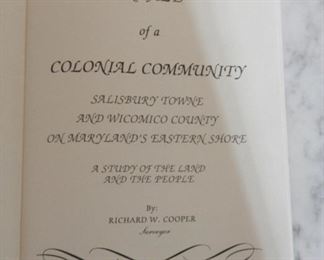 of a
COLONIAL COMMUNITY
SALISBURY TOWNE
AND WICOMICO COUNTY
ON MARYLAND'S EASTERN SHORE
A STUDY OF THE LAND
AND THE PEOPLE
By:
RICHARD W. COOPER
Surveyor